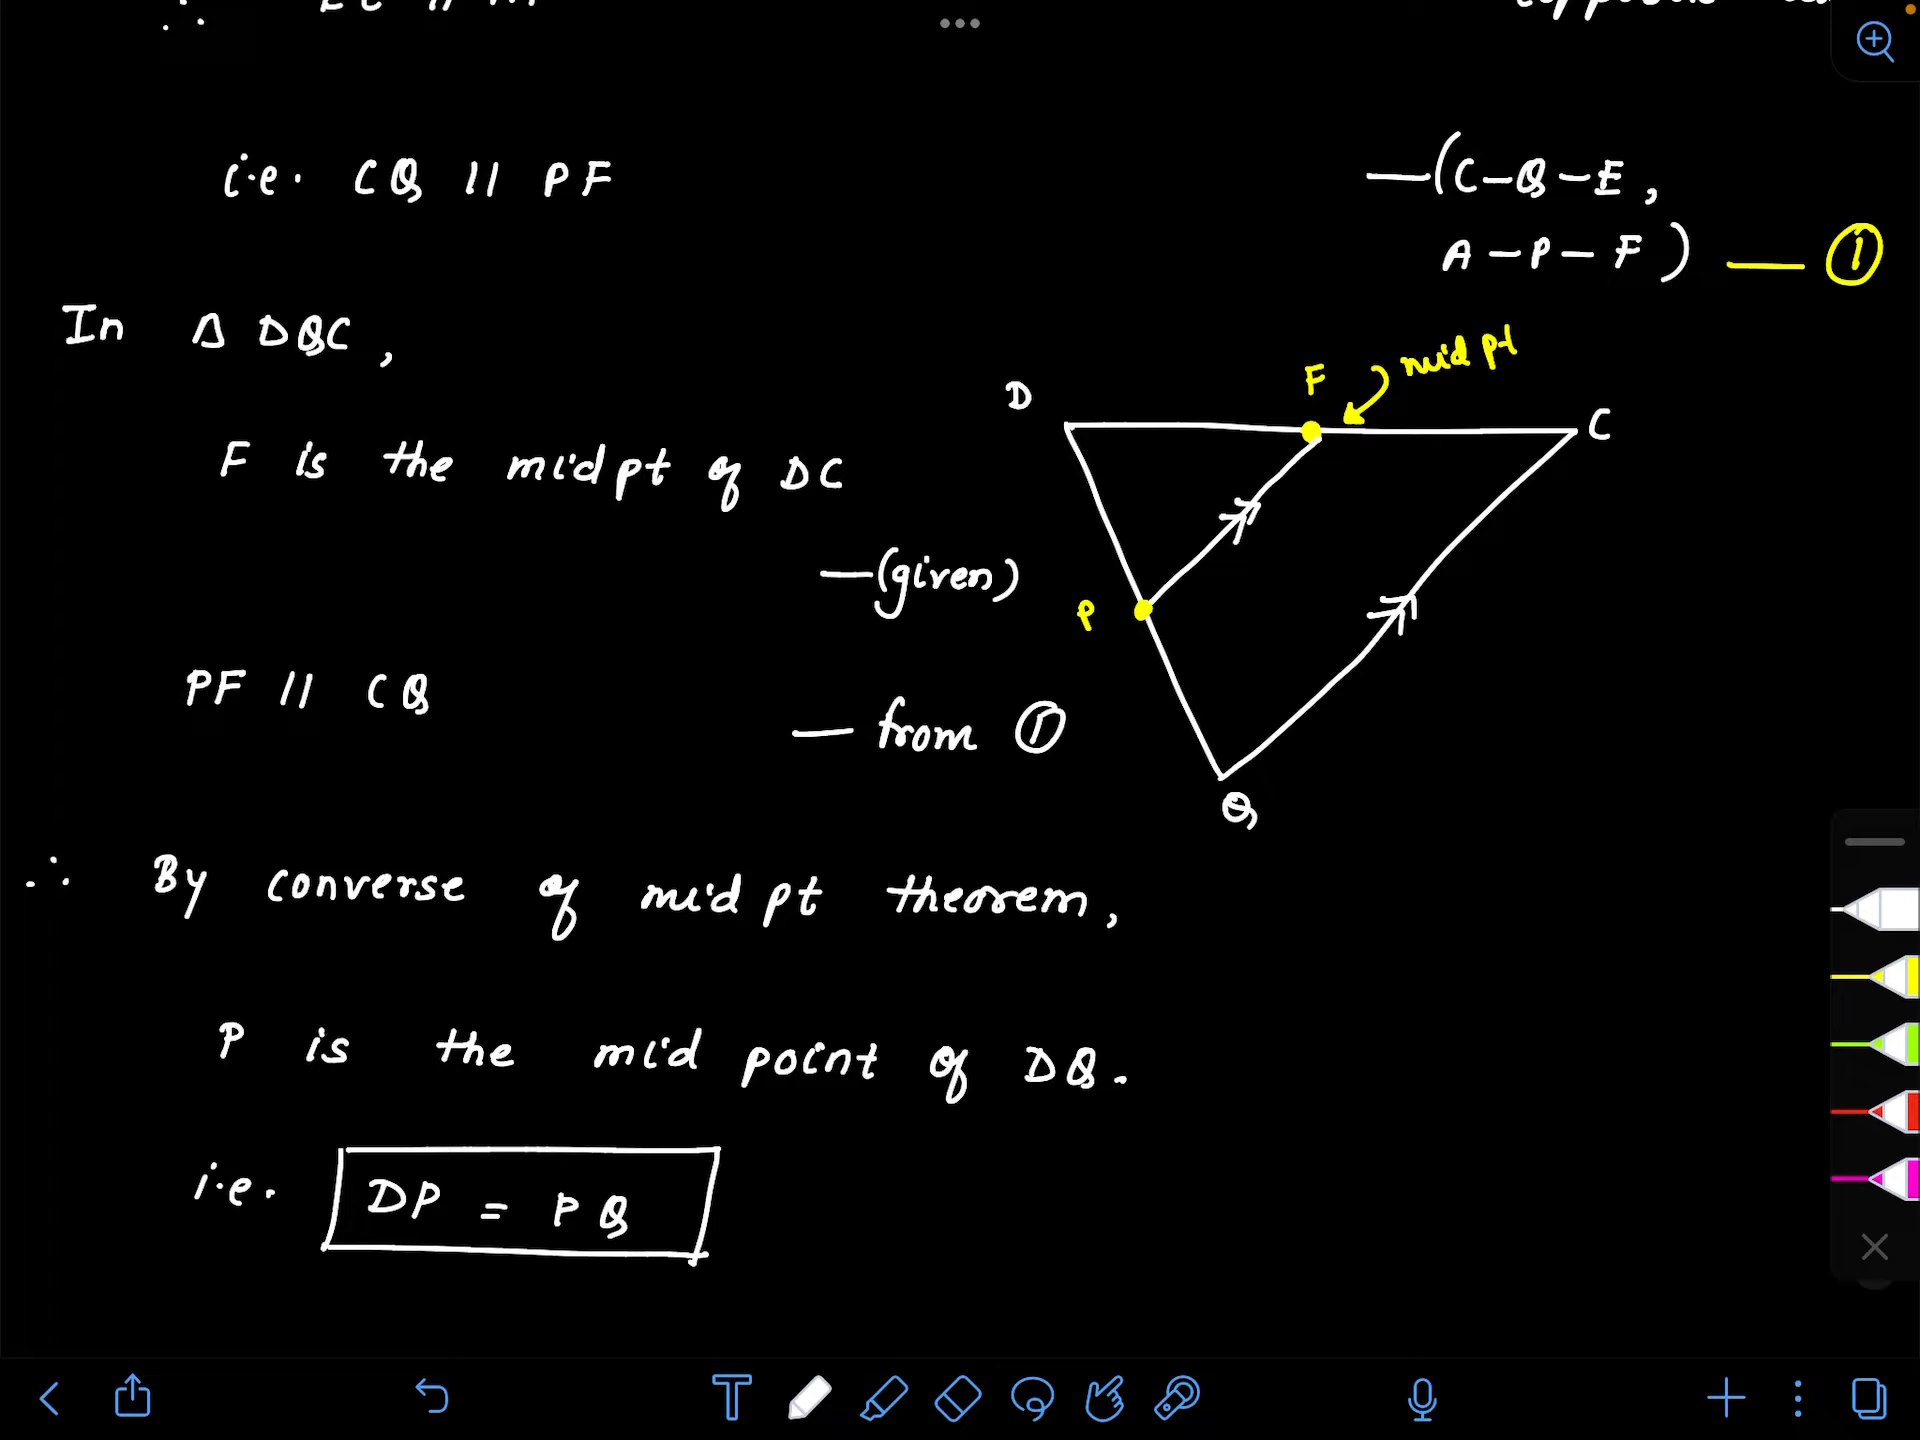 ∴
i.e. CQ || PF
—(C-Q-E,
A-P-F) — ①
In Δ DQC,
F is the midpt of DC
—(given)
PF || CQ
— from ①
F
mid pt
D
C
P
Q
∴ By converse of mid pt theorem,
P is the mid point of DQ.
i.e. DP = PQ
T